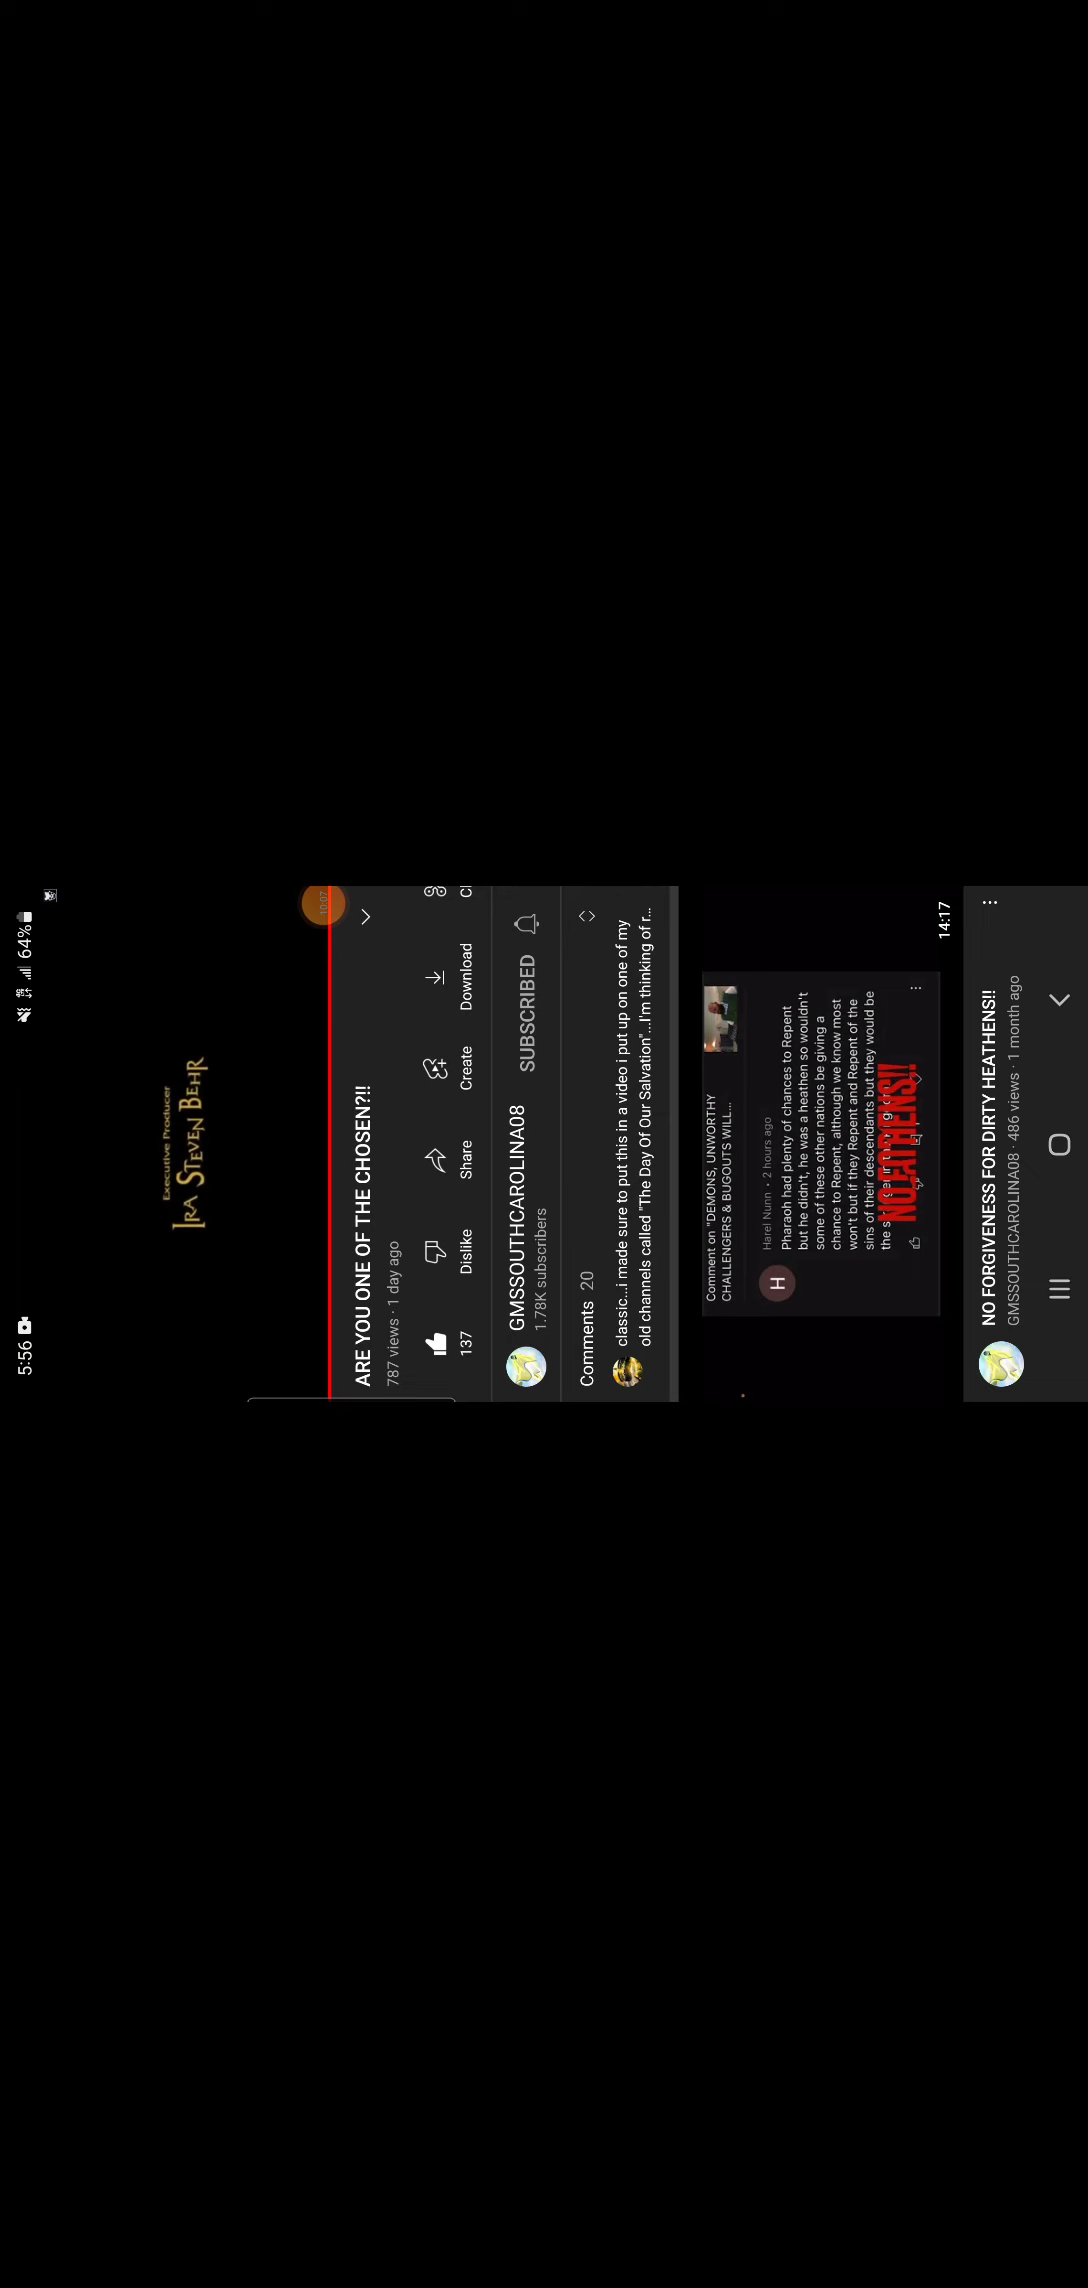 5:56
64%
Executive Producer
IRA STEVEN BEHR
10:07
ARE YOU ONE OF THE CHOSEN?!!
787 views · 1 day ago
137
Dislike
Share
Create
Download
GMSSOUTHCAROLINA08
1.78K subscribers
SUBSCRIBED
Comments 20
classic...i made sure to put this in a video i put up on one of my
old channels called "The Day Of Our Salvation"...I'm thinking of r...
Comment on "DEMONS, UNWORTHY
CHALLENGERS & BUGOUTS WILL...
H
Harel Nunn • 2 hours ago
Pharaoh had plenty of chances to Repent
but he didn't, he was a heathen so wouldn't
some of these other nations be giving a
chance to Repent, although we know most
won't but if they Repent and Repent of the
sins of their descendants but they would be
the
14:17
NO FORGIVENESS FOR DIRTY HEATHENS!!
GMSSOUTHCAROLINA08 · 486 views · 1 month ago